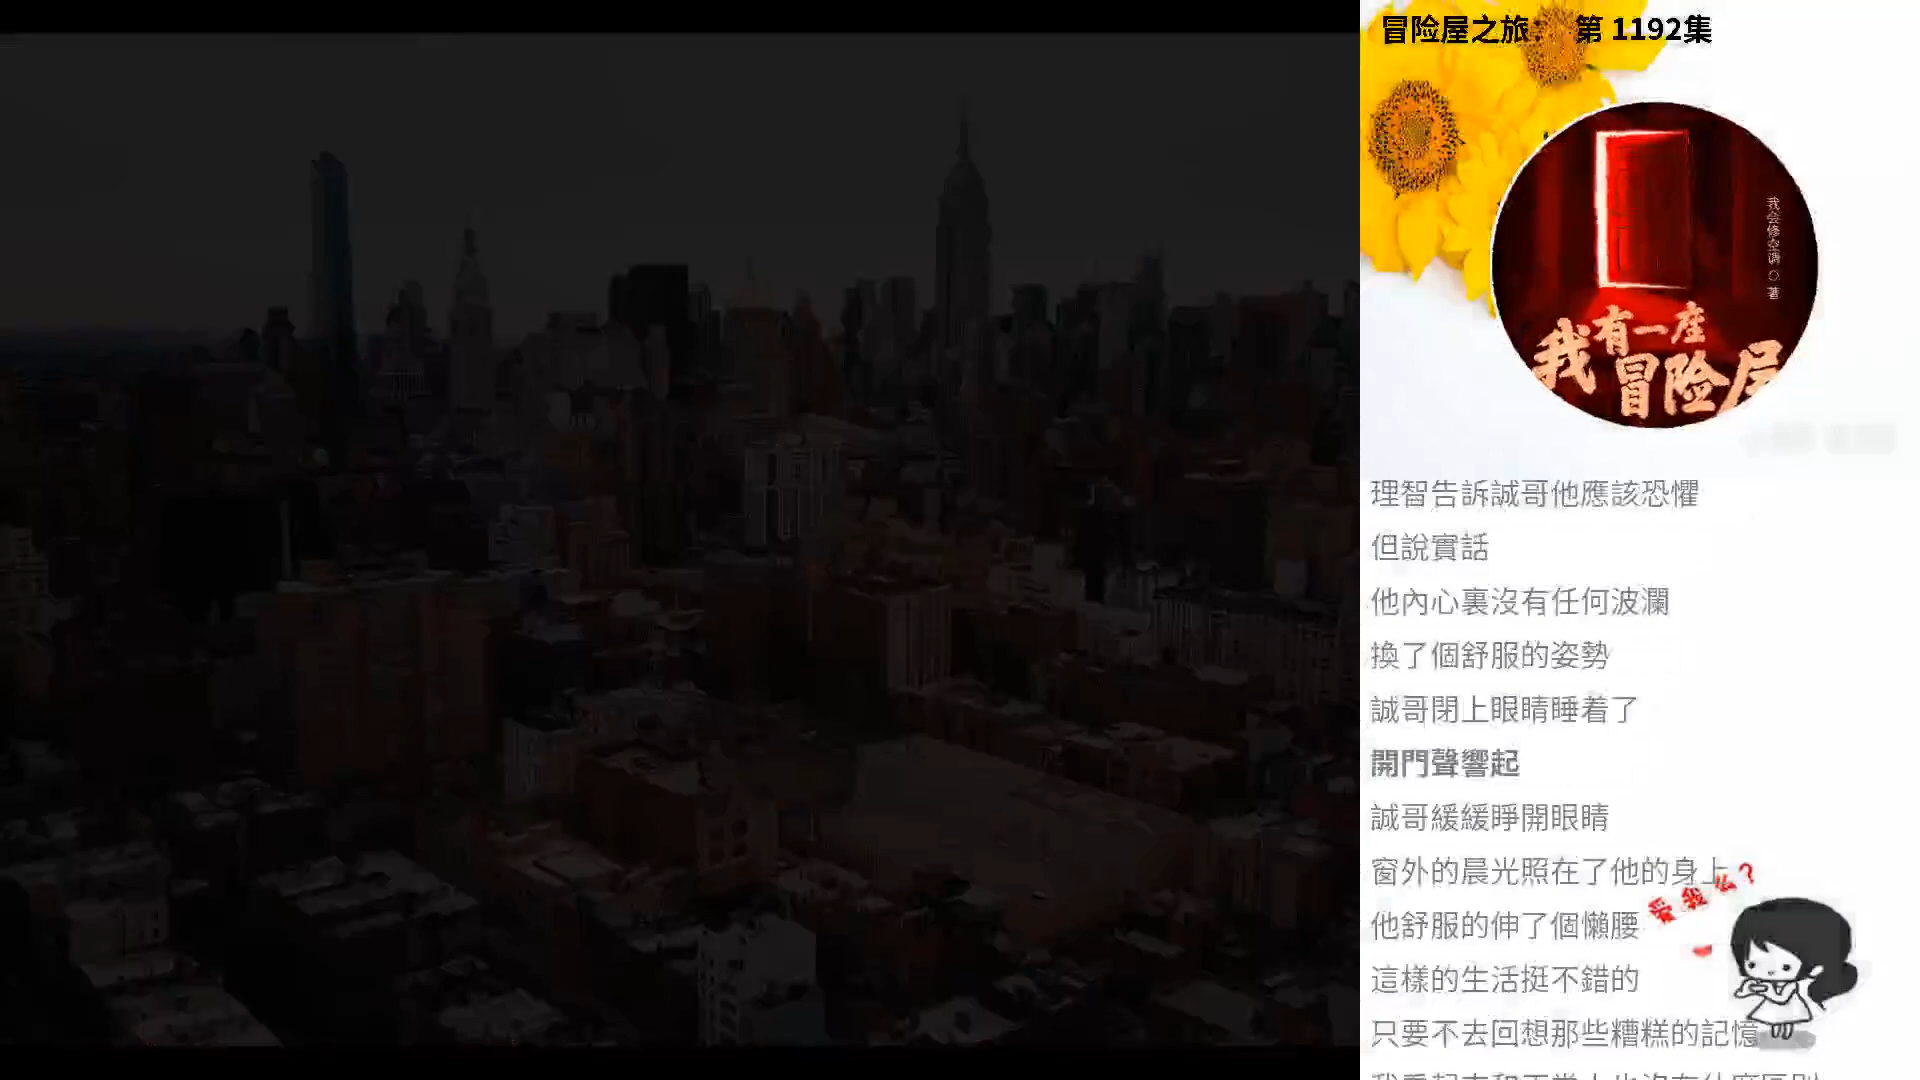 冒险屋之旅： 第 1192集
我会修空调○著
我有一座
冒险屋
理智告訴誠哥他應該恐懼
但說實話
他內心裏沒有任何波瀾
換了個舒服的姿勢
誠哥閉上眼睛睡着了
開門聲響起
誠哥緩緩睜開眼睛
窗外的晨光照在了他的身上
愛我么？
他舒服的伸了個懶腰
這樣的生活挺不錯的
只要不去回想那些糟糕的記憶